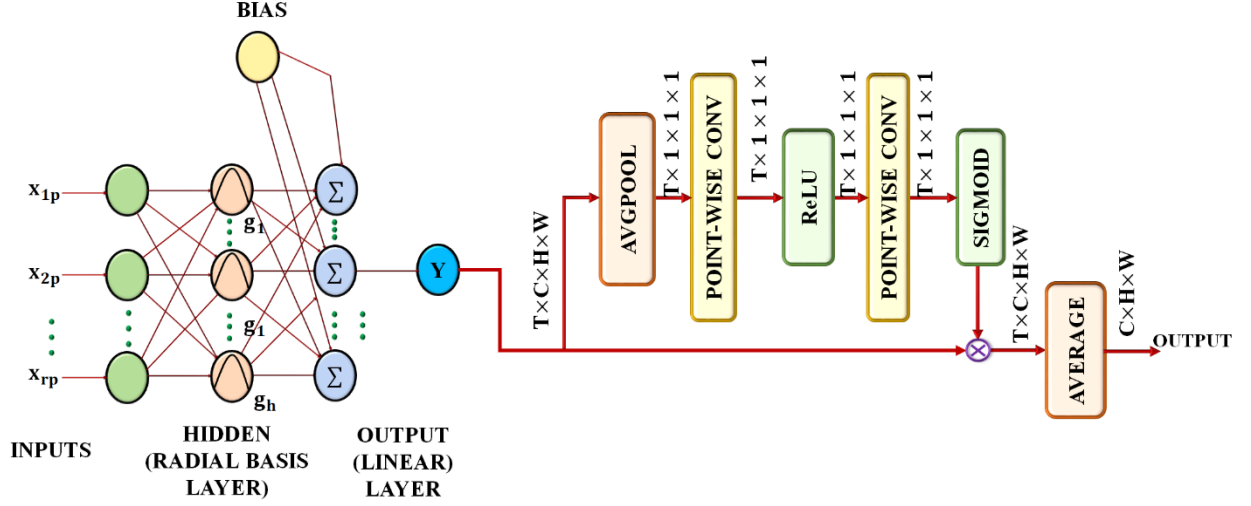 BIAS
x1p
x2p
xrp
g1
g1
gh
Σ
Σ
Σ
Y
INPUTS
HIDDEN
(RADIAL BASIS
LAYER)
OUTPUT
(LINEAR)
LAYER
T×C×H×W
AVGPOOL
T×1×1×1
POINT-WISE CONV
T×1×1×1
ReLU
T×1×1×1
POINT-WISE CONV
T×1×1×1
SIGMOID
T×C×H×W
AVERAGE
C×H×W
OUTPUT